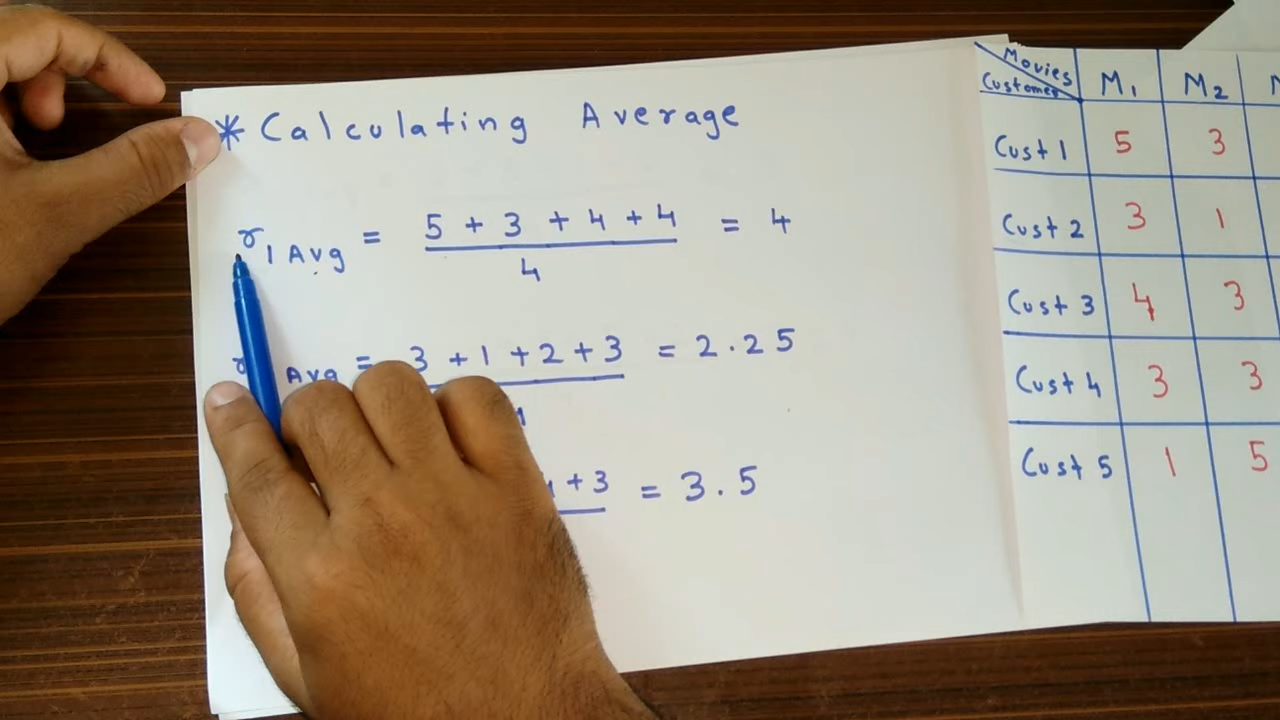 * Calculating Average
r1 Avg = 5 + 3 + 4 + 4 = 4
4
Avg = 3 + 1 + 2 + 3 = 2.25
+ 3 = 3.5
Movies
Customer M1 M2
Cust 1 5 3
Cust 2 3 1
Cust 3 4 3
Cust 4 3 3
Cust 5 1 5